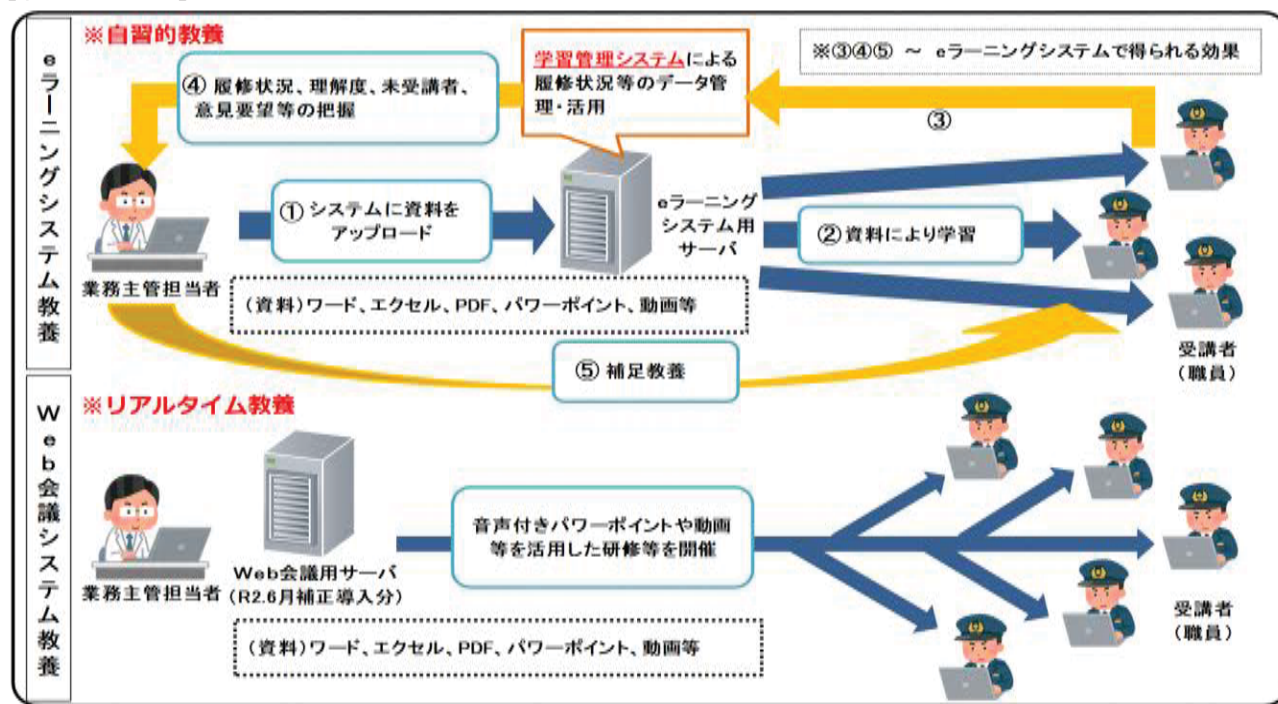 eラーニングシステム教養
※自習的教養
④ 履修状況、理解度、未受講者、
意見要望等の把握
学習管理システムによる
履修状況等のデータ管
理・活用
※③④⑤ ～ eラーニングシステムで得られる効果
③
① システムに資料を
アップロード
eラーニング
システム用
サーバ
② 資料により学習
業務主管担当者
(資料)ワード、エクセル、PDF、パワーポイント、動画等
⑤ 補足教養
受講者
(職員)
Web会議システム教養
※リアルタイム教養
音声付きパワーポイントや動画
等を活用した研修等を開催
業務主管担当者
Web会議用サーバ
(R2.6月補正導入分)
(資料)ワード、エクセル、PDF、パワーポイント、動画等
受講者
(職員)